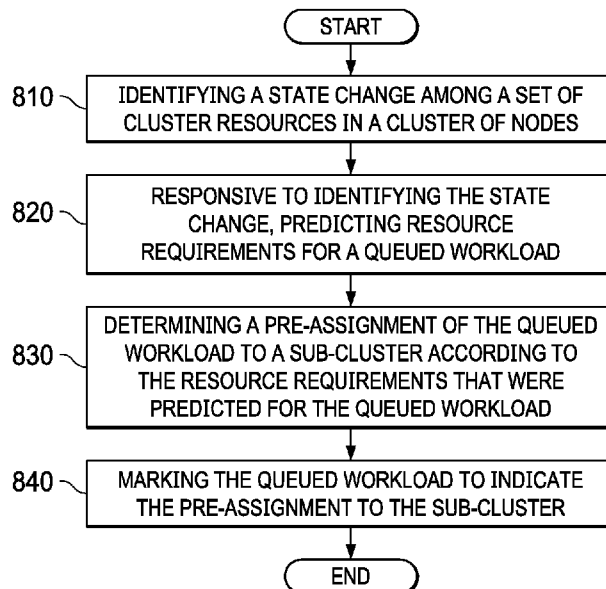 START
810
IDENTIFYING A STATE CHANGE AMONG A SET OF
CLUSTER RESOURCES IN A CLUSTER OF NODES
820
RESPONSIVE TO IDENTIFYING THE STATE
CHANGE, PREDICTING RESOURCE
REQUIREMENTS FOR A QUEUED WORKLOAD
830
DETERMINING A PRE-ASSIGNMENT OF THE QUEUED
WORKLOAD TO A SUB-CLUSTER ACCORDING TO
THE RESOURCE REQUIREMENTS THAT WERE
PREDICTED FOR THE QUEUED WORKLOAD
840
MARKING THE QUEUED WORKLOAD TO INDICATE
THE PRE-ASSIGNMENT TO THE SUB-CLUSTER
END